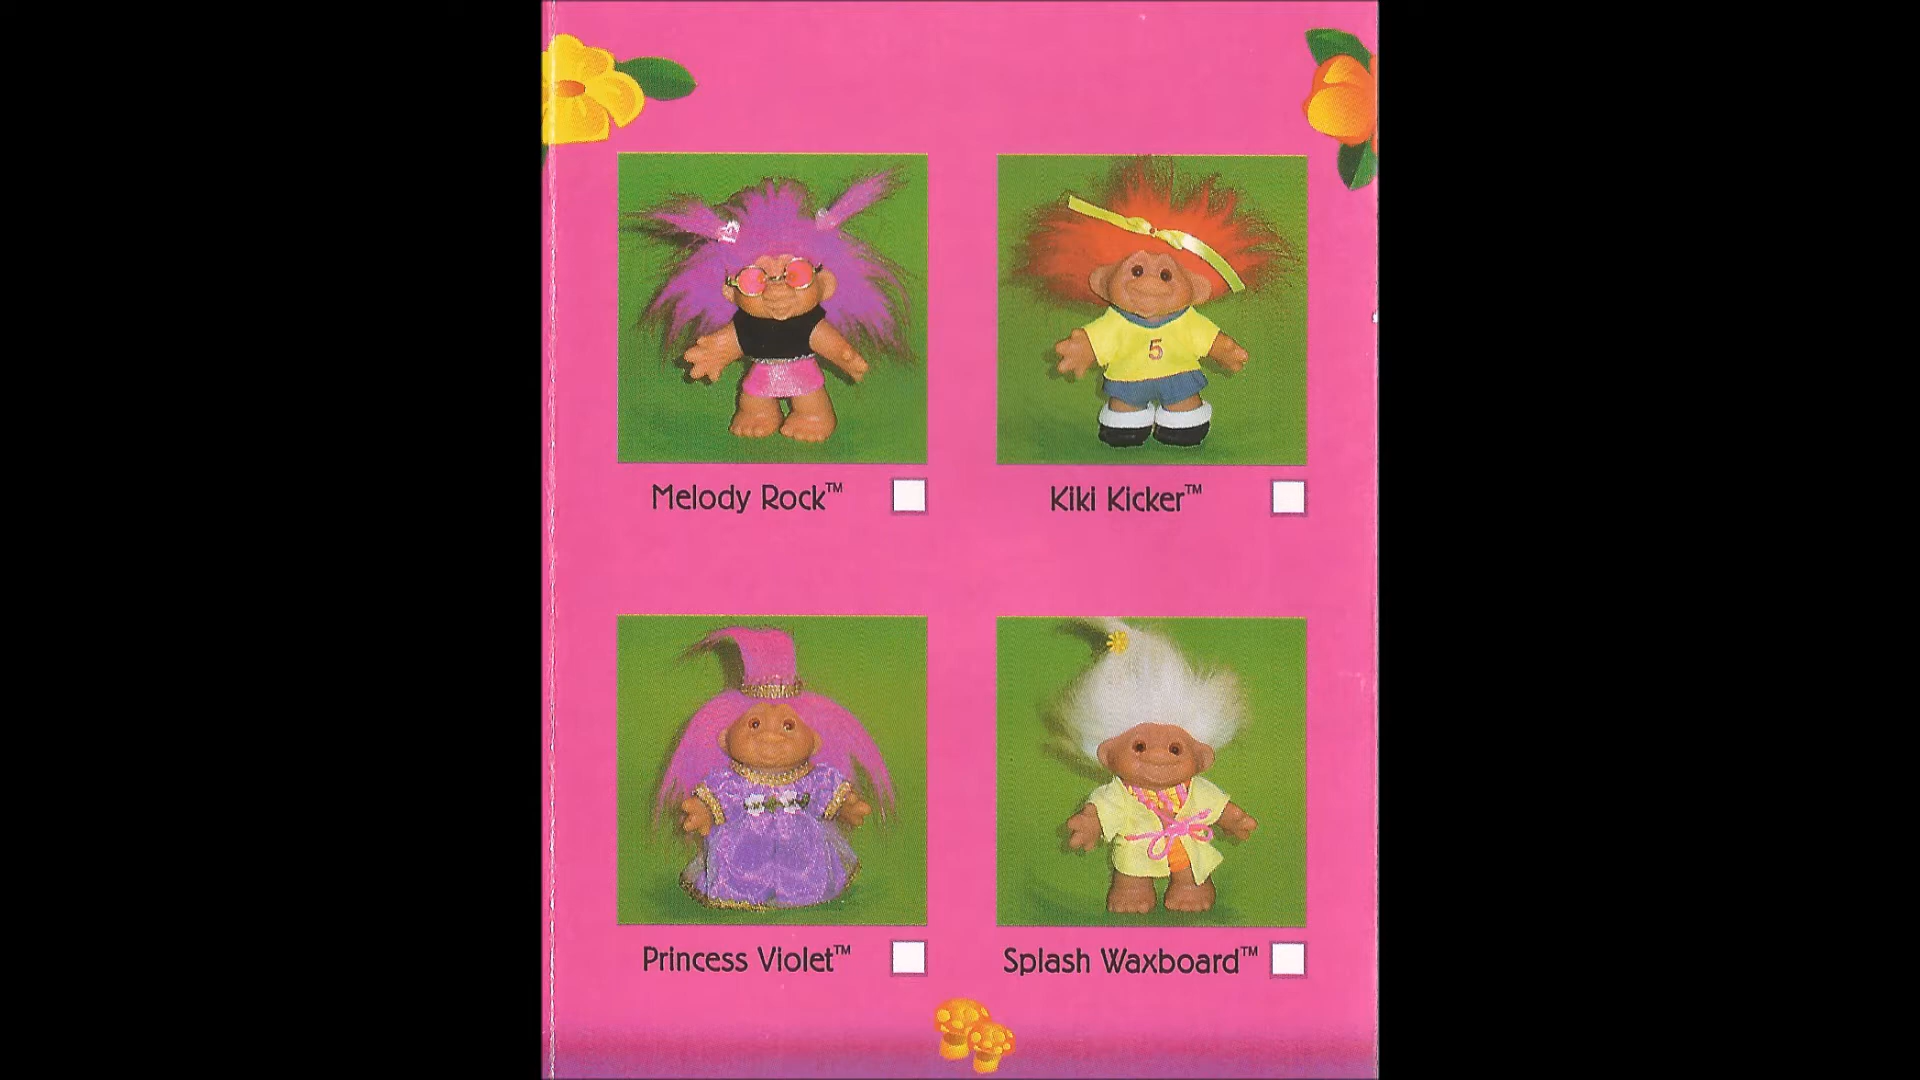 5
Melody Rock™
Kiki Kicker™
Princess Violet™
Splash Waxboard™